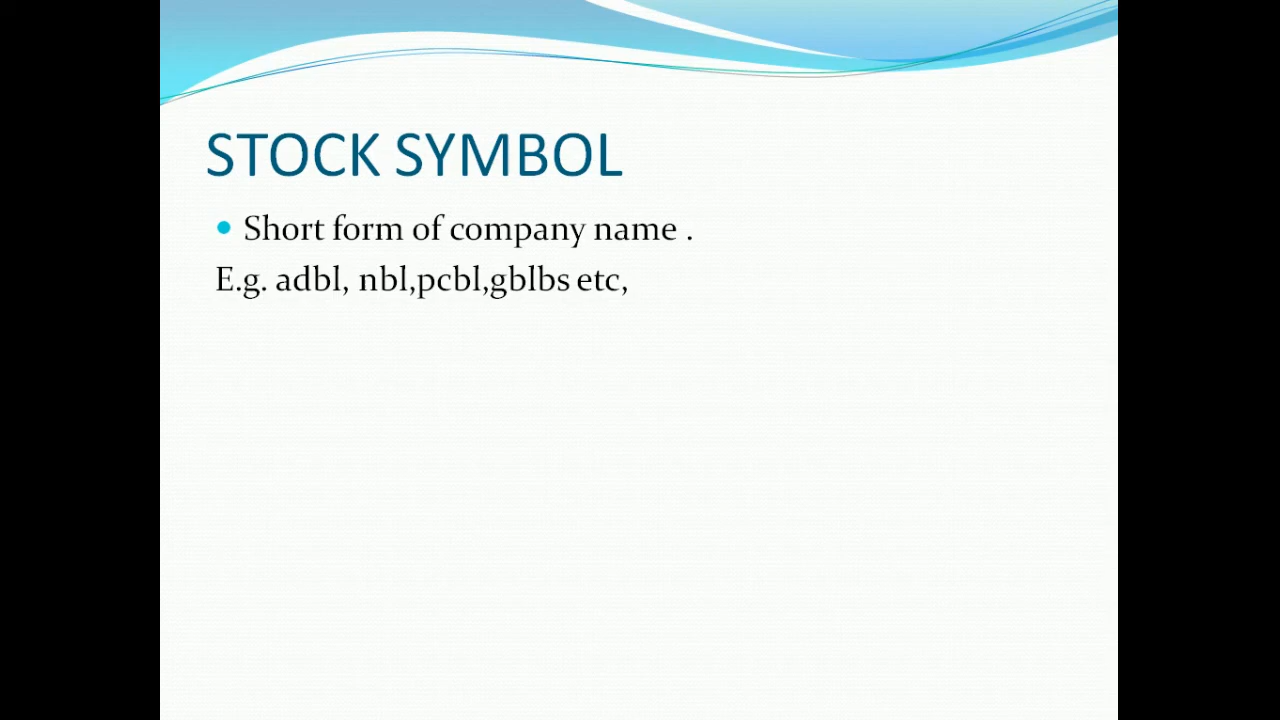 STOCK SYMBOL
Short form of company name .
E.g. adbl, nbl,pcbl,gblbs etc,